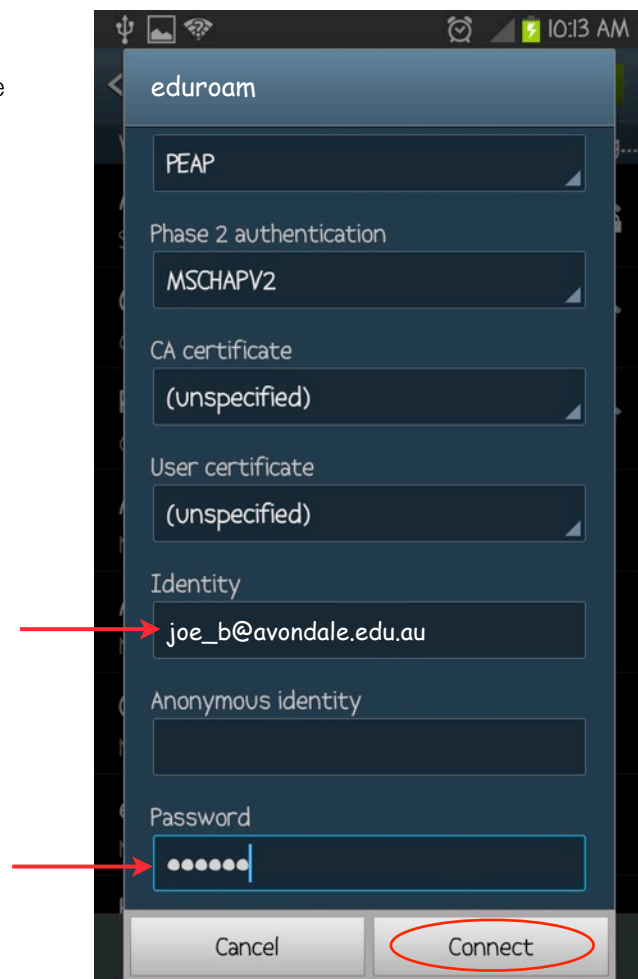 10:13 AM
e
eduroam
PEAP
Phase 2 authentication
MSCHAPV2
CA certificate
(unspecified)
User certificate
(unspecified)
Identity
joe_b@avondale.edu.au
Anonymous identity
Password
••••••
Cancel
Connect